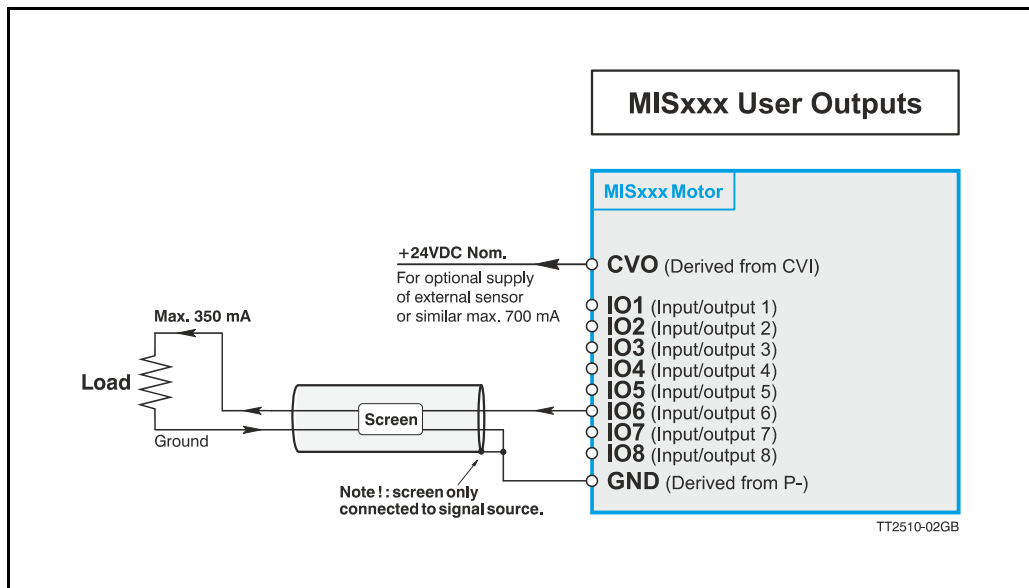 MISxxx User Outputs
MISxxx Motor
+24VDC Nom.
For optional supply
of external sensor
or similar max. 700 mA
CVO (Derived from CVI)
IO1 (Input/output 1)
IO2 (Input/output 2)
IO3 (Input/output 3)
IO4 (Input/output 4)
IO5 (Input/output 5)
IO6 (Input/output 6)
IO7 (Input/output 7)
IO8 (Input/output 8)
GND (Derived from P-)
Max. 350 mA
Load
Ground
Screen
Note! : screen only
connected to signal source.
TT2510-02GB